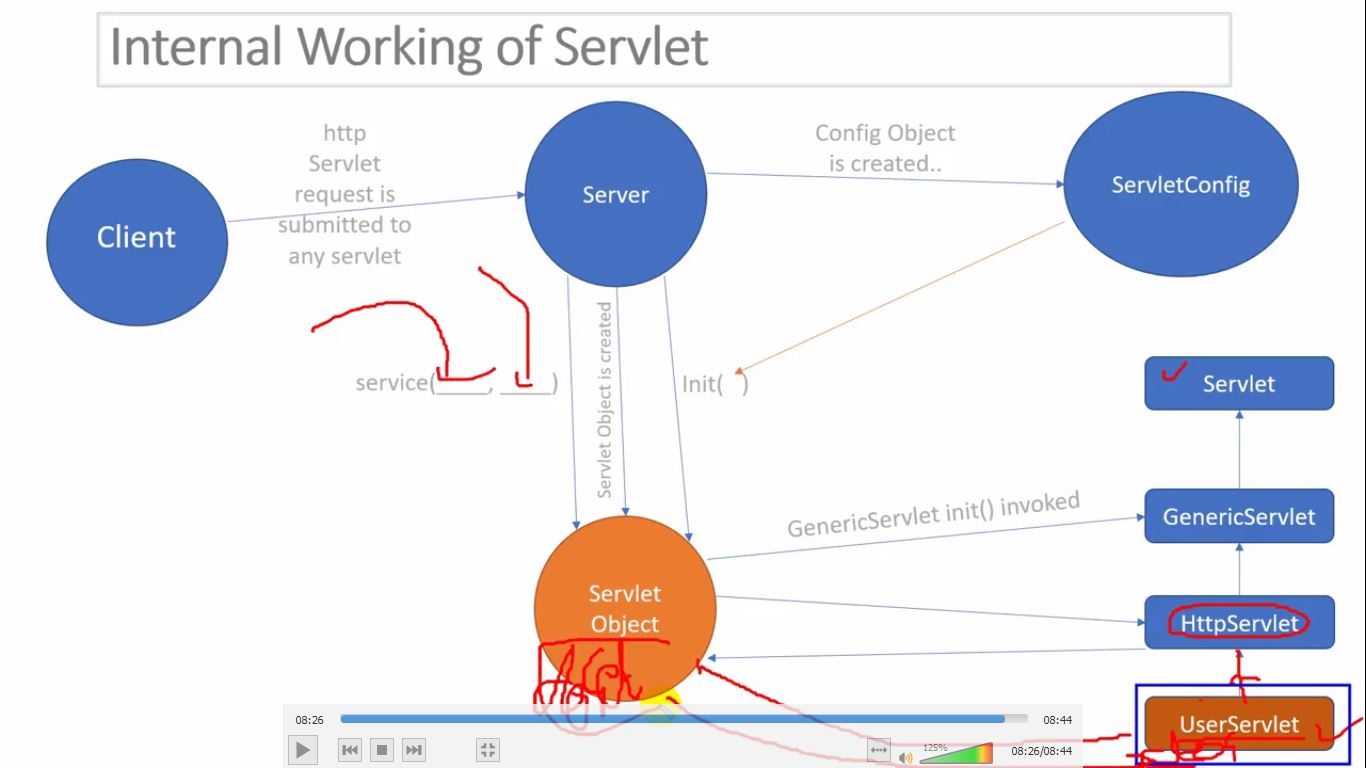 Internal Working of Servlet
http
Servlet
request is
submitted to
any servlet
Config Object
is created..
Client
Server
ServletConfig
service(____, ____)
Servlet Object is created
Init( )
Servlet
GenericServlet init() invoked
GenericServlet
Servlet
Object
HttpServlet
UserServlet
08:26
08:44
125%
08:26/08:44